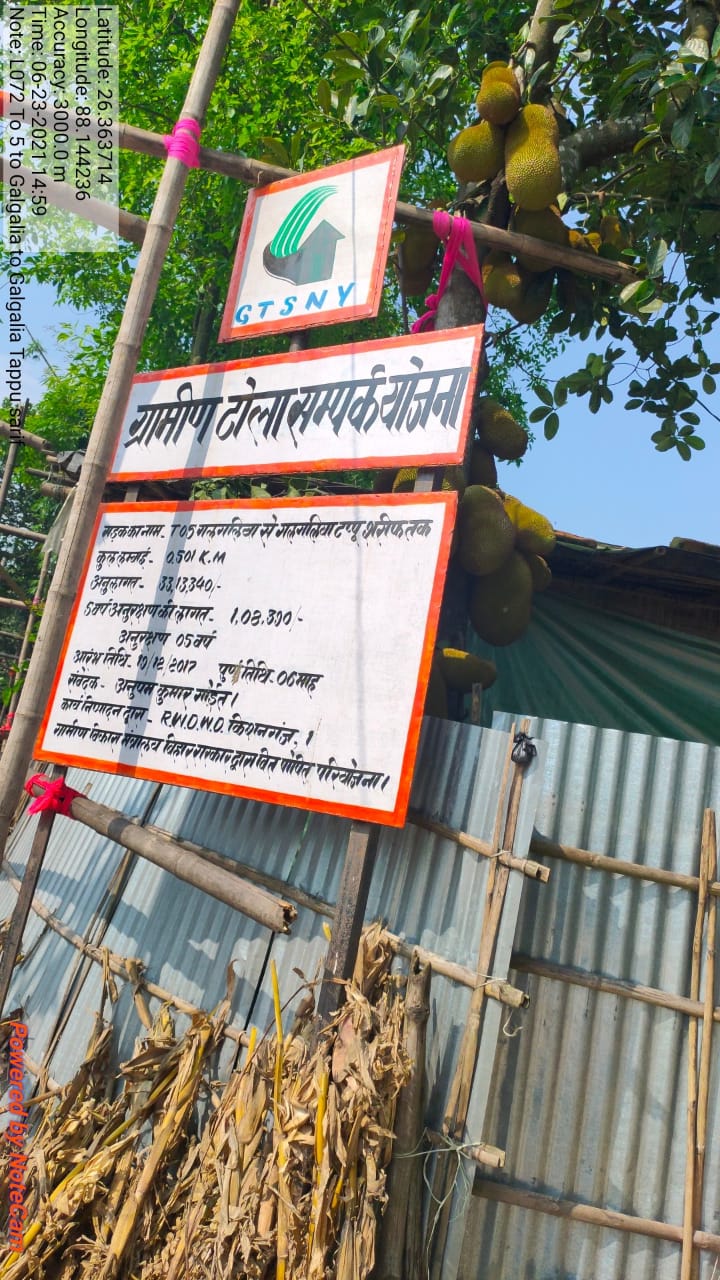 Latitude: 26.363714
Longitude: 88.144236
Accuracy: 3000.0 m
Time: 06-23-2021 14:59
Note: L072 To 5 to Galgalia to Galgalia Tappu sarif
GTSNY
ग्रामीण टोला सम्पर्क योजना
सड़क का नाम - T05 गलगलिया से गलगलिया टप्पू शरीफ तक
कुल लम्बाई - 0.501 K.M
अनुलागत - 33,13,340/-
5 वर्ष अनुरक्षण की लागत - 1,08,390/-
अनुरक्षण 05 वर्ष
आरंभ तिथि - 10/12/2017 पुर्ण तिथि - 06 माह
संवेदक - अनुपम कुमार
कार्य निष्पादन द्वारा - R.W.D.W.D. किशनगंज, 1
ग्रामीण विकास मंत्रालय बिहार सरकार द्वारा वित पोषित परियोजना।
Powered by NoteCam